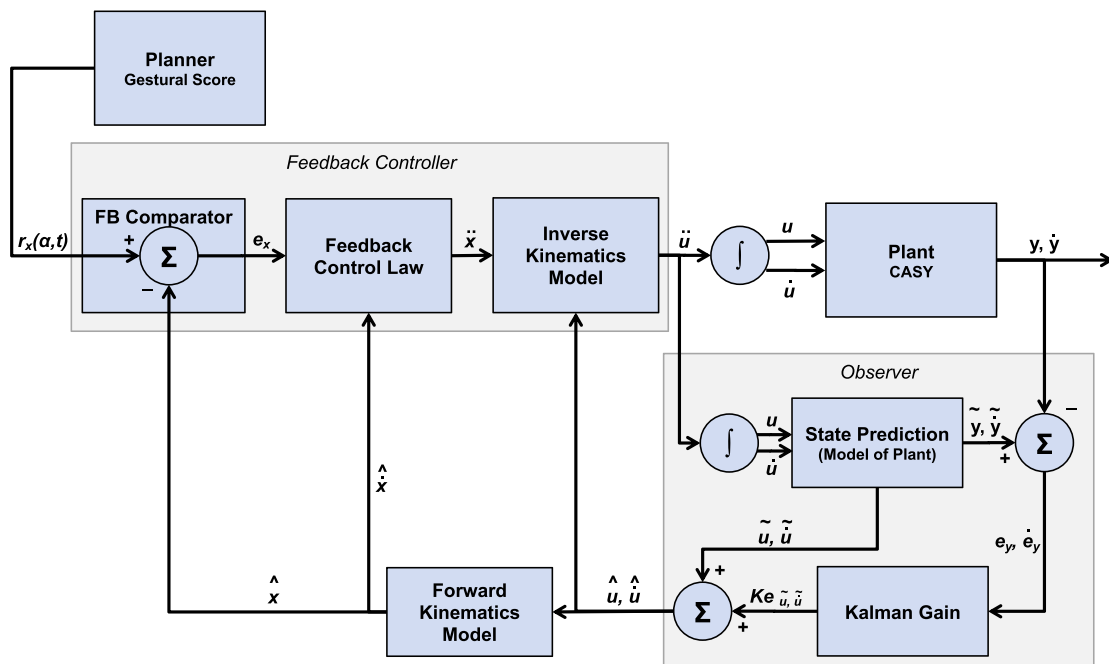 Planner
Gestural Score
Feedback Controller
FB Comparator
r_x(α,t)
+
Σ
−
e_x
Feedback
Control Law
ẍ
Inverse
Kinematics
Model
ü
∫
u
u̇
Plant
CASY
y, ẏ
Observer
∫
u
u̇
State Prediction
(Model of Plant)
ỹ, ẏ̃
+
−
Σ
e_y, ė_y
ũ, u̇̃
+
Σ
+
Ke ũ, u̇̃
Kalman Gain
û, u̇̂
Forward
Kinematics
Model
ẋ̂
x̂